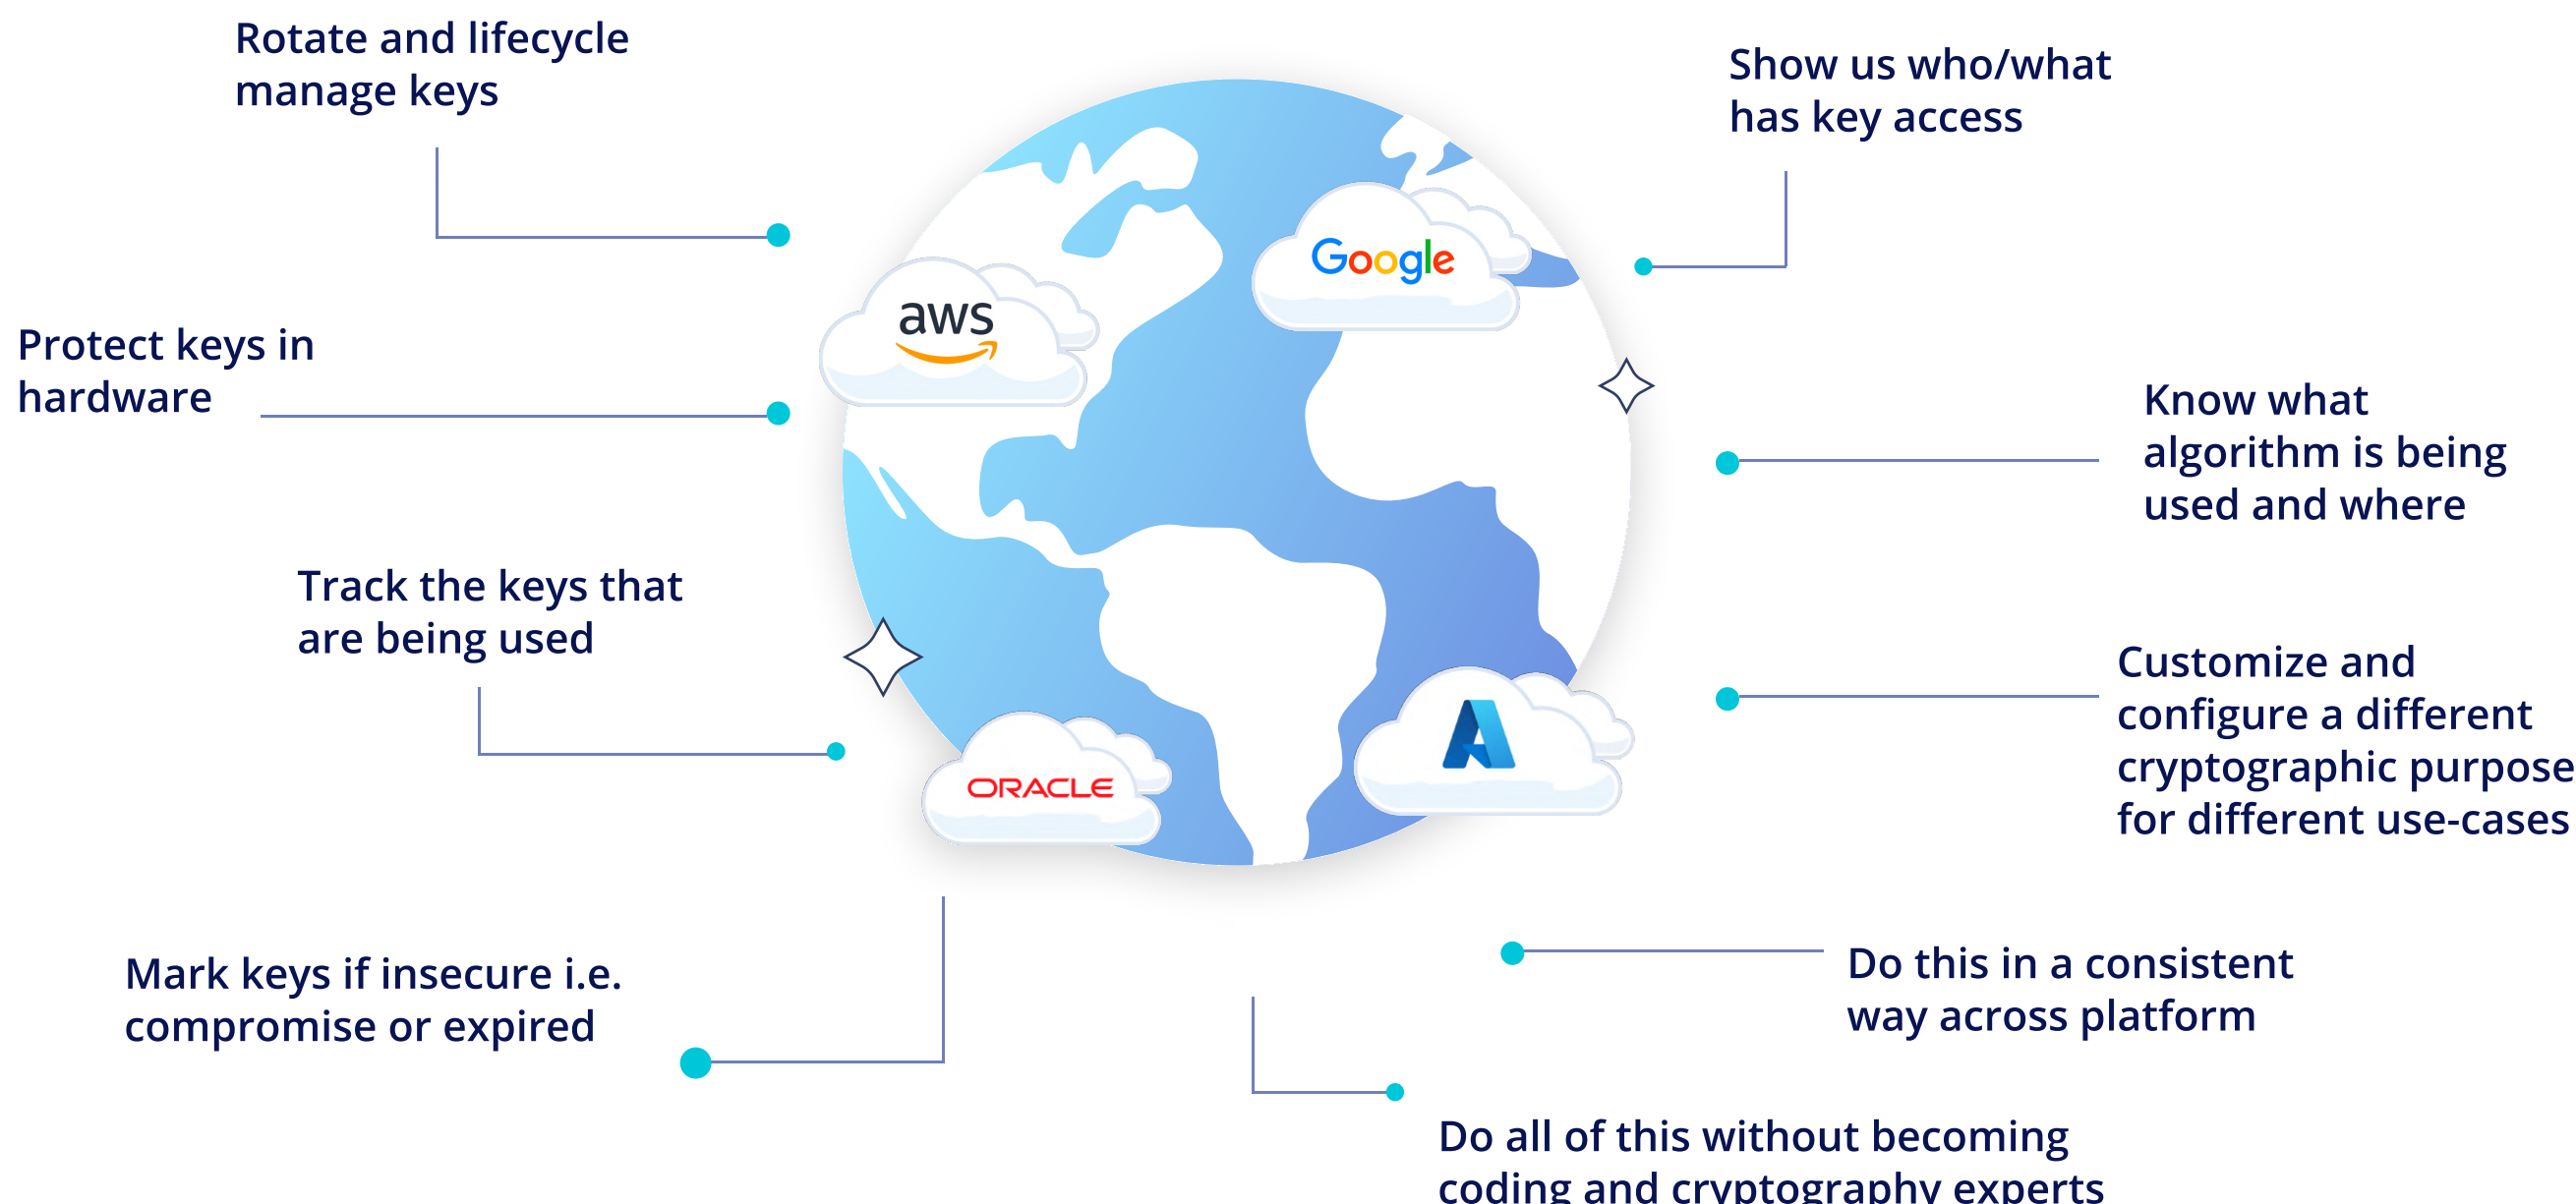 Rotate and lifecycle
manage keys
Show us who/what
has key access
Google
aws
Protect keys in
hardware
Know what
algorithm is being
used and where
Track the keys that
are being used
Customize and
configure a different
cryptographic purpose
for different use-cases
ORACLE
Mark keys if insecure i.e.
compromise or expired
Do this in a consistent
way across platform
Do all of this without becoming
coding and cryptography experts